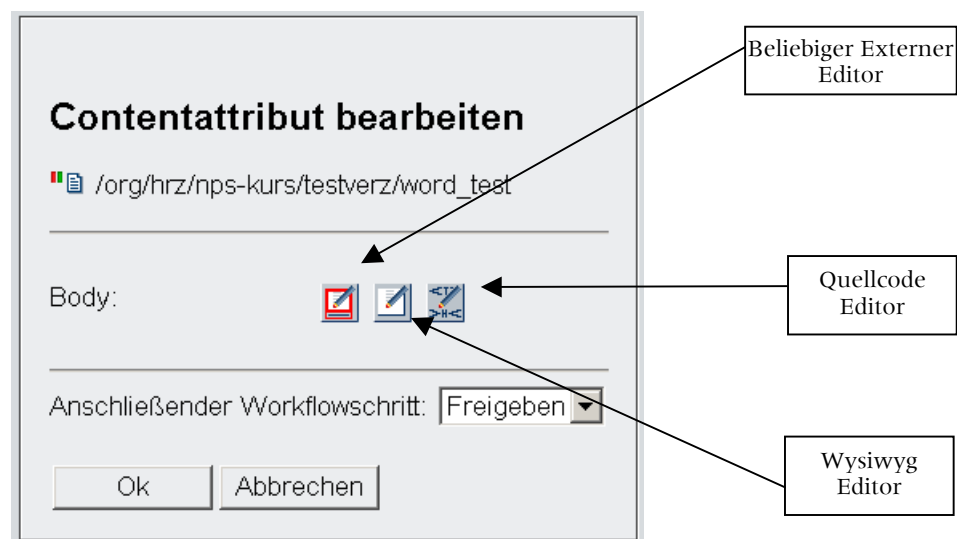 Beliebiger Externer
Editor
Contentattribut bearbeiten
/org/hrz/nps-kurs/testverz/word_test
Body:
Quellcode
Editor
Anschließender Workflowschritt: Freigeben
Wysiwyg
Editor
Ok Abbrechen